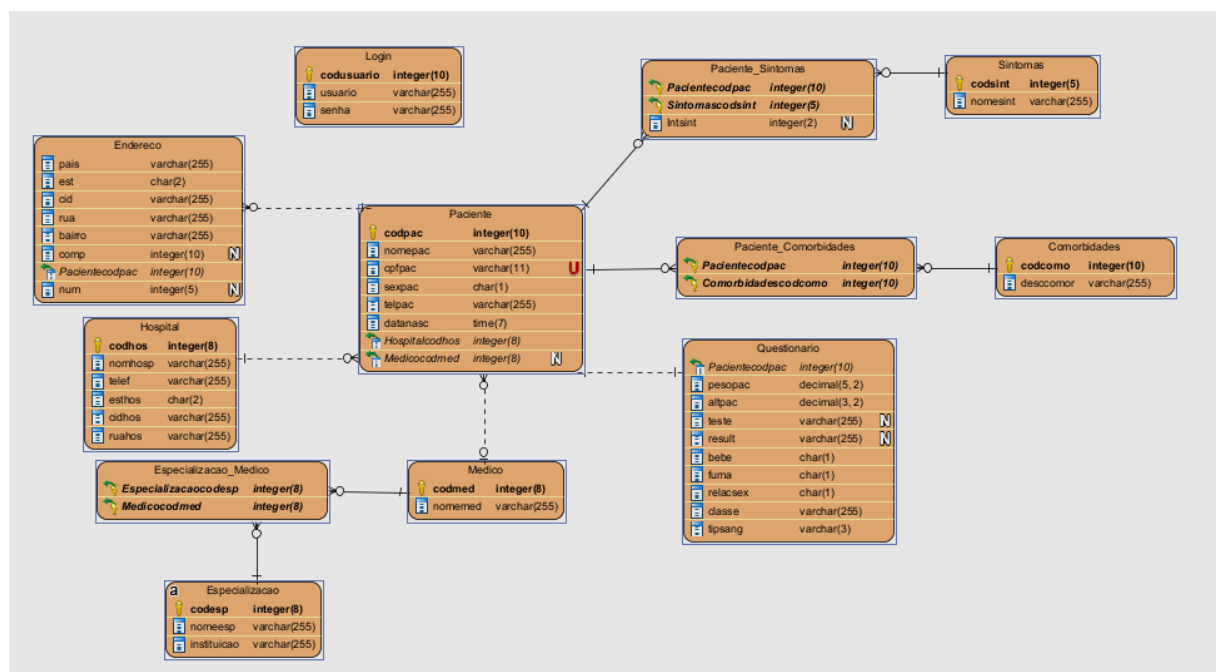 Login
codusuario integer(10)
usuario varchar(255)
senha varchar(255)
Paciente_Sintomas
Pacientecodpac integer(10)
Sintomascodsint integer(5)
Intsint integer(2) N
Sintomas
codsint integer(5)
nomesint varchar(255)
Endereco
pais varchar(255)
est char(2)
cid varchar(255)
rua varchar(255)
bairro varchar(255)
comp integer(10) N
Pacientecodpac integer(10)
num integer(5) N
Paciente
codpac integer(10)
nomepac varchar(255)
cpfpac varchar(11) U
sexpac char(1)
telpac varchar(255)
datanasc time(7)
Hospitalcodhos integer(8)
Medicocodmed integer(8) N
Paciente_Comorbidades
Pacientecodpac integer(10)
Comorbidadescodcomo integer(10)
Comorbidades
codcomo integer(10)
desccomor varchar(255)
Hospital
codhos integer(8)
nomhosp varchar(255)
telef varchar(255)
esthos char(2)
cidhos varchar(255)
ruahos varchar(255)
Questionario
Pacientecodpac integer(10)
pesopac decimal(5, 2)
altpac decimal(3, 2)
teste varchar(255) N
result varchar(255) N
bebe char(1)
fuma char(1)
relacsex char(1)
classe varchar(255)
tipsang varchar(3)
Especializacao_Medico
Especializacaocodesp integer(8)
Medicocodmed integer(8)
Medico
codmed integer(8)
nomemed varchar(255)
a Especializacao
codesp integer(8)
nomeesp varchar(255)
instituicao varchar(255)